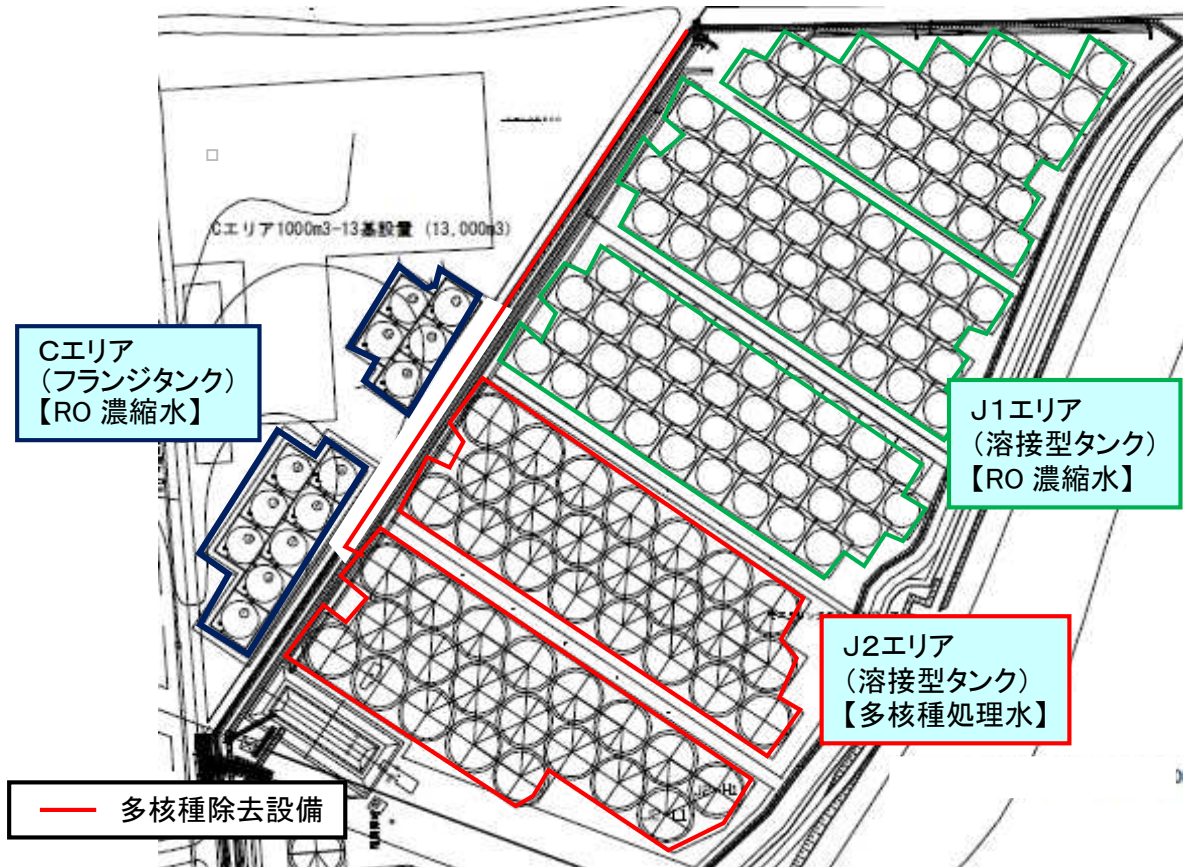 Cエリア1000m3-13基設量 (13,000m3)
Cエリア
(フランジタンク)
【RO 濃縮水】
J1エリア
(溶接型タンク)
【RO 濃縮水】
J2エリア
(溶接型タンク)
【多核種処理水】
多核種除去設備